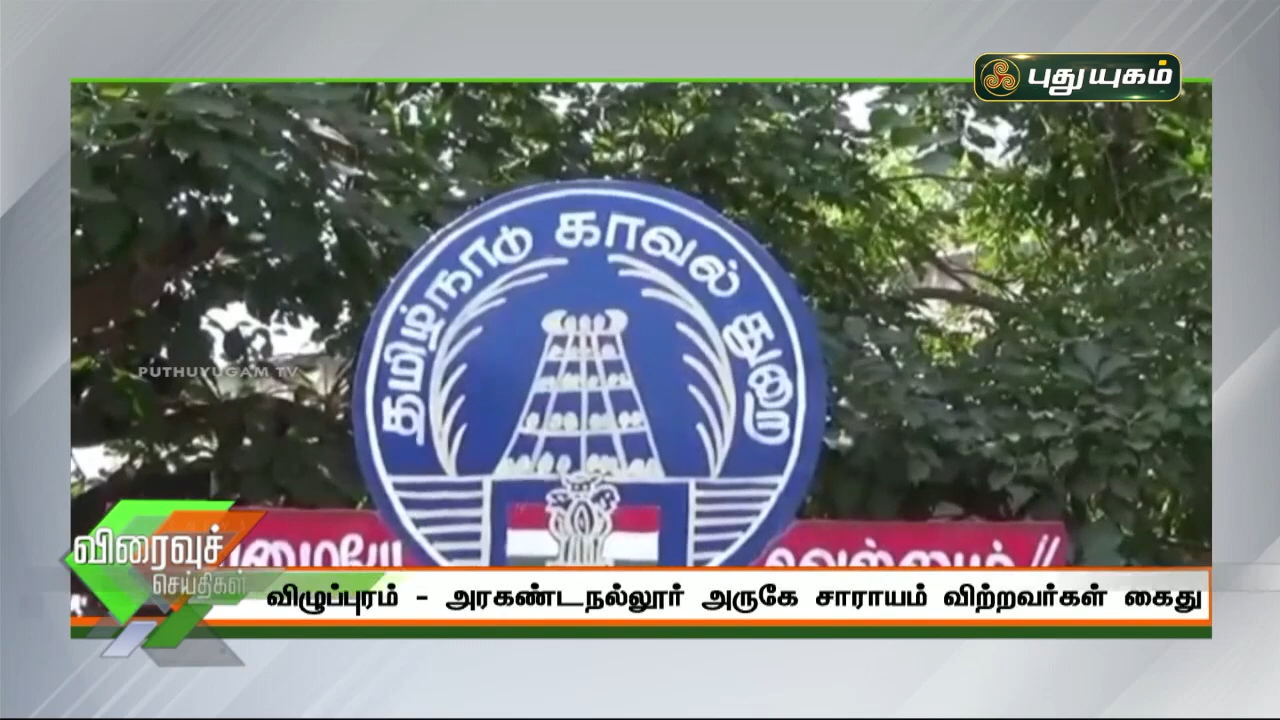 புதுயுகம்
தமிழ்நாடு காவல் துறை
PUTHUYUGAM TV
வெல்லும் //
விரைவுச்
செய்திகள்
விழுப்புரம் - அரகண்டநல்லூர் அருகே சாராயம் விற்றவர்கள் கைது